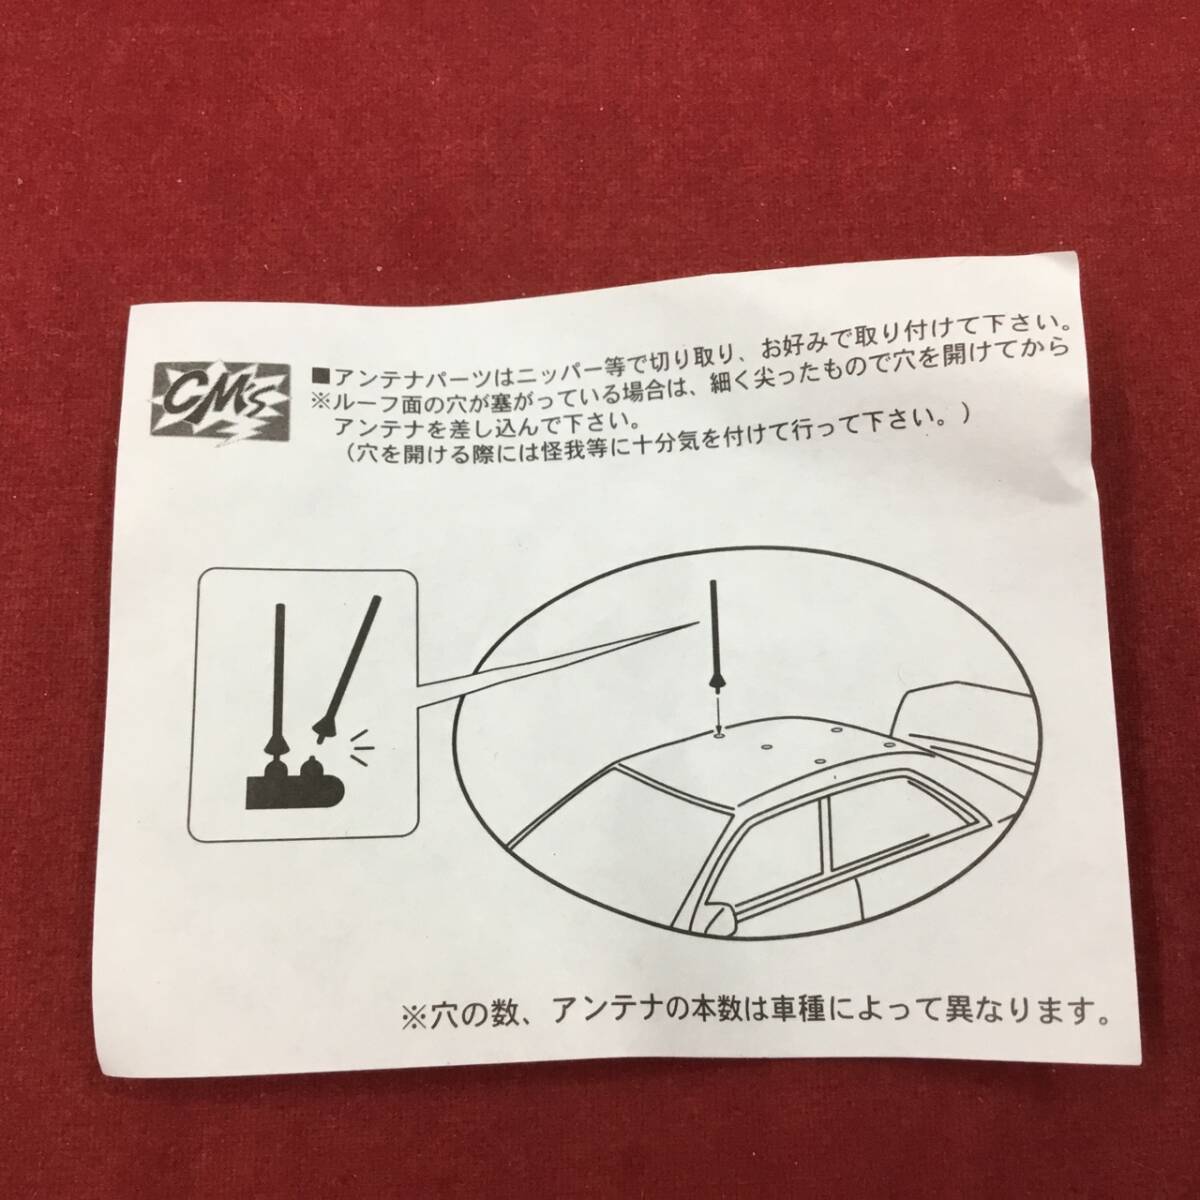 CM'S
■アンテナパーツはニッパー等で切り取り、お好みで取り付けて下さい。
※ルーフ面の穴が塞がっている場合は、細く尖ったもので穴を開けてから
アンテナを差し込んで下さい。
（穴を開ける際には怪我等に十分気を付けて行って下さい。）
※穴の数、アンテナの本数は車種によって異なります。